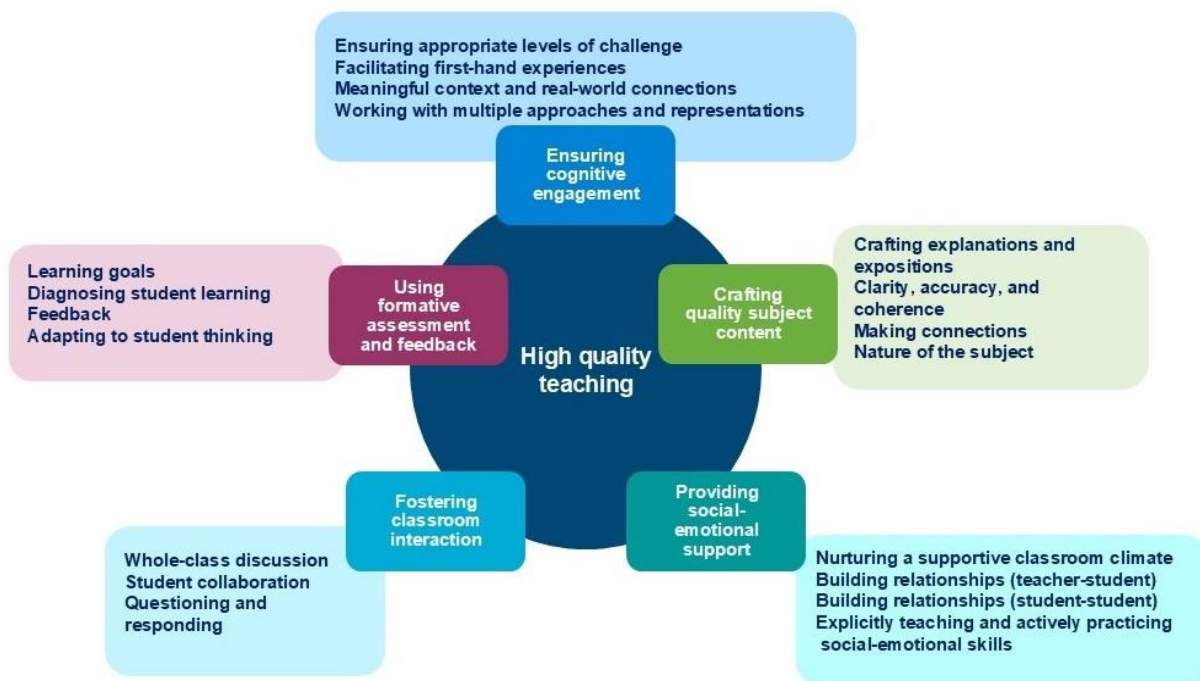 Ensuring appropriate levels of challenge
Facilitating first-hand experiences
Meaningful context and real-world connections
Working with multiple approaches and representations
Ensuring
cognitive
engagement
Learning goals
Diagnosing student learning
Feedback
Adapting to student thinking
Using
formative
assessment
and feedback
Crafting
quality subject
content
Crafting explanations and
expositions
Clarity, accuracy, and
coherence
Making connections
Nature of the subject
High quality
teaching
Fostering
classroom
interaction
Whole-class discussion
Student collaboration
Questioning and
responding
Providing
social-
emotional
support
Nurturing a supportive classroom climate
Building relationships (teacher-student)
Building relationships (student-student)
Explicitly teaching and actively practicing
social-emotional skills